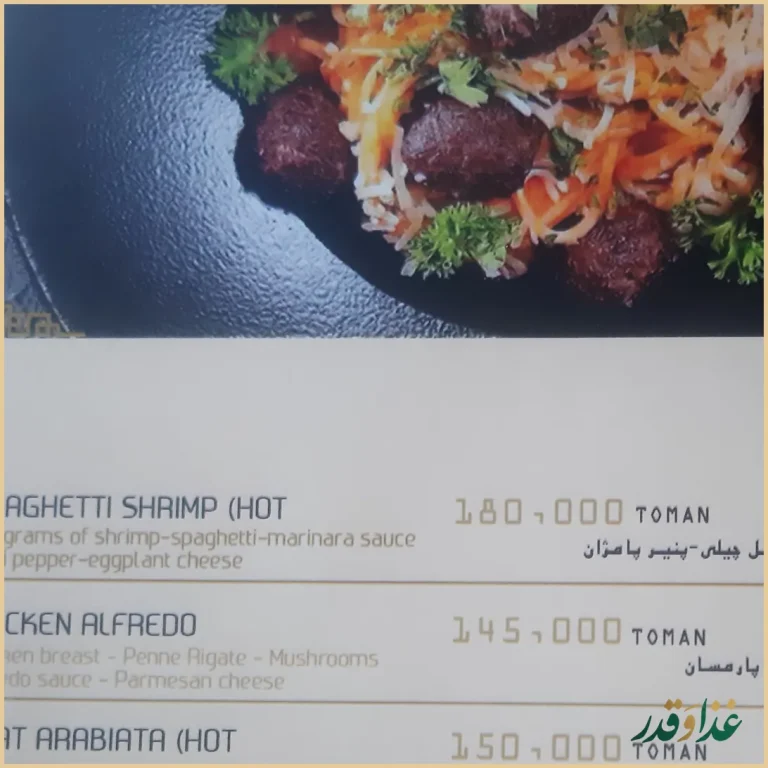 AGHETTI SHRIMP (HOT 180,000 TOMAN
grams of shrimp-spaghetti-marinara sauce
pepper-eggplant cheese
ل چیلی-پنیر پامژان
CKEN ALFREDO 145,000 TOMAN
en breast - Penne Rigate - Mushrooms
do sauce - Parmesan cheese
پارمسان
AT ARABIATA (HOT 150,000 TOMAN
غذا و قدر